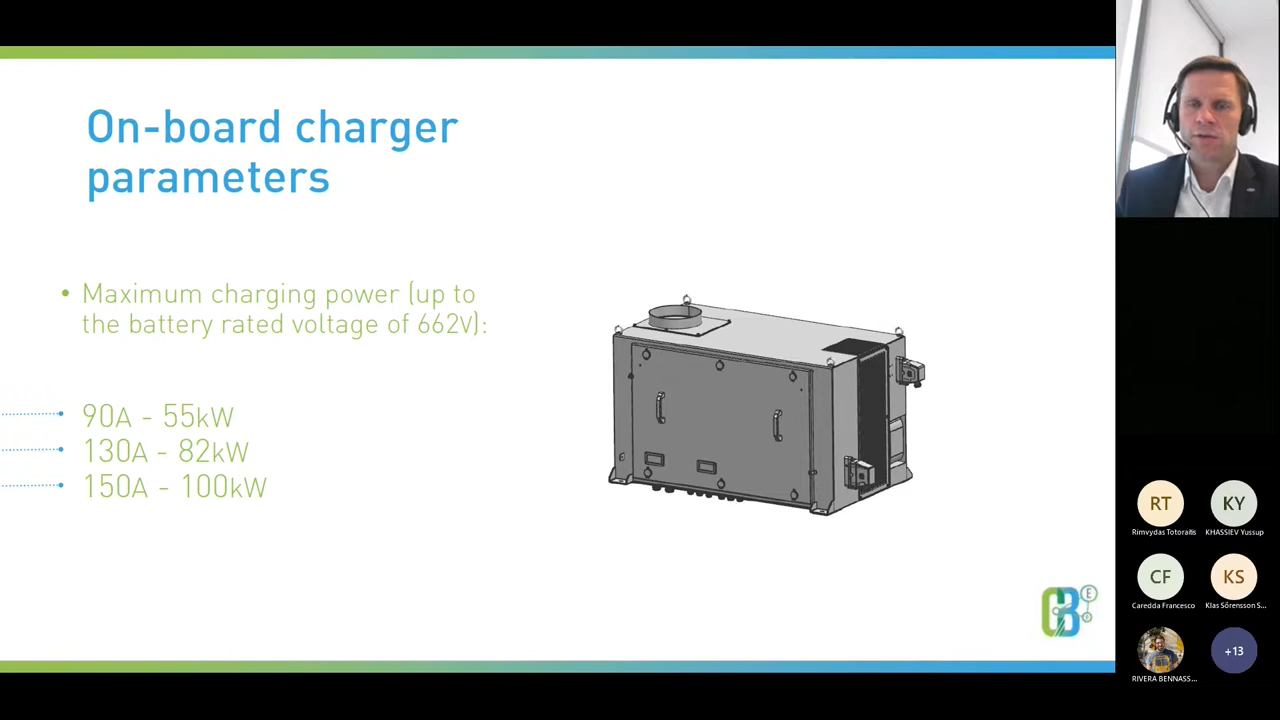 On-board charger
parameters
• Maximum charging power (up to
the battery rated voltage of 662V):
90A - 55kW
130A - 82kW
150A - 100kW
E
CB
RT
KY
Rimvydas Totoraitis
KHASSIEV Yussup
CF
KS
Caredda Francesco
Klas Sörensson S...
+13
RIVERA BENNASS...